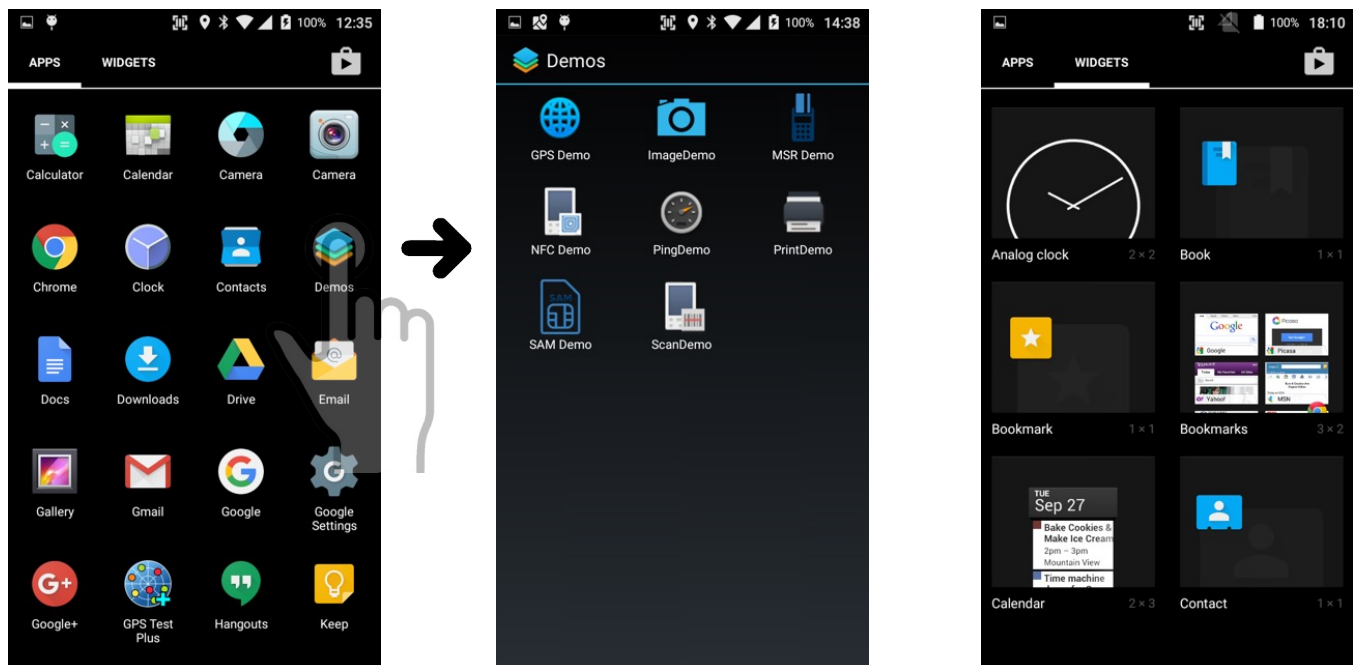 100% 12:35
APPS WIDGETS
Calculator Calendar Camera Camera
Chrome Clock Contacts Demos
Docs Downloads Drive Email
Gallery Gmail Google Google Settings
Google+ GPS Test Plus Hangouts Keep
100% 14:38
Demos
GPS Demo ImageDemo MSR Demo
NFC Demo PingDemo PrintDemo
SAM
SAM Demo ScanDemo
100% 18:10
APPS WIDGETS
Analog clock 2 × 2 Book 1 × 1
Google Picasa
Google Picasa
Yahoo! MSN
Bookmark 1 × 1 Bookmarks 3 × 2
TUE
Sep 27
Bake Cookies &
Make Ice Cream
2pm – 3pm
Mountain View
Time machine
Calendar 2 × 3 Contact 1 × 1